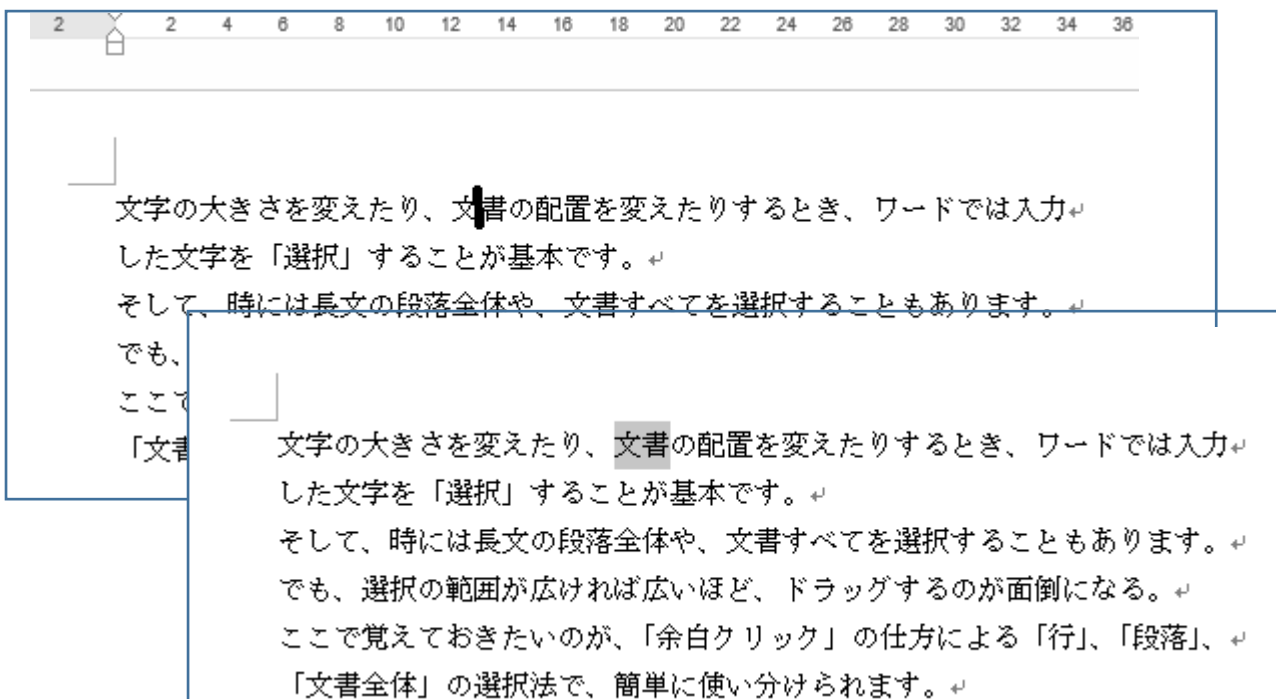 2 2 4 6 8 10 12 14 16 18 20 22 24 26 28 30 32 34 36
文字の大きさを変えたり、文書の配置を変えたりするとき、ワードでは入力↵
した文字を「選択」することが基本です。↵
そして、時には長文の段落全体や、文書すべてを選択することもあります。↵
でも、
ここで
「文書
文字の大きさを変えたり、文書の配置を変えたりするとき、ワードでは入力↵
した文字を「選択」することが基本です。↵
そして、時には長文の段落全体や、文書すべてを選択することもあります。↵
でも、選択の範囲が広ければ広いほど、ドラッグするのが面倒になる。↵
ここで覚えておきたいのが、「余白クリック」の仕方による「行」、「段落」、↵
「文書全体」の選択法で、簡単に使い分けられます。↵